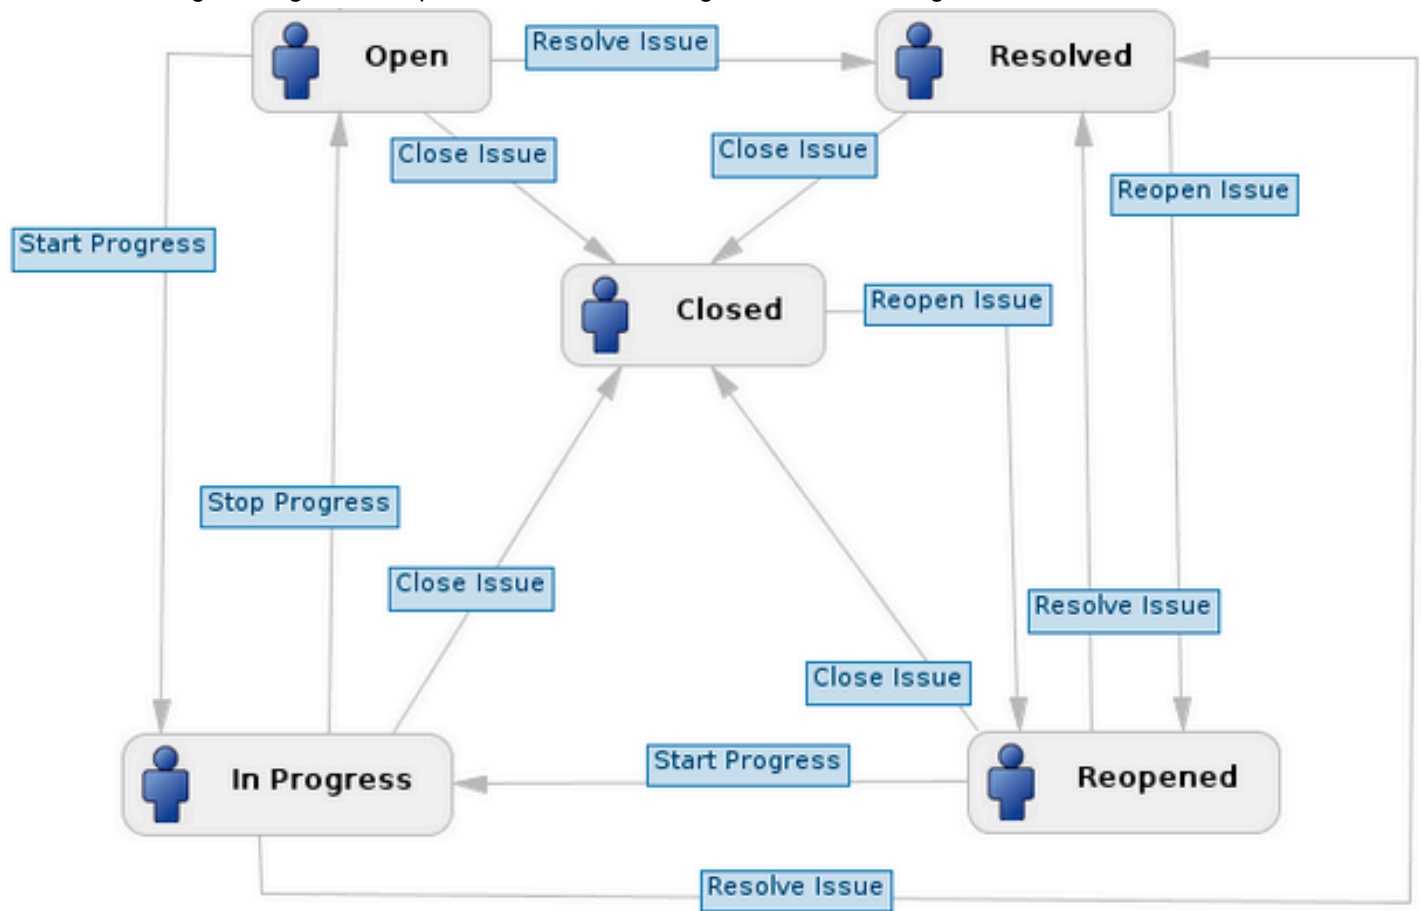 Open
Resolve Issue
Resolved
Close Issue
Close Issue
Reopen Issue
Start Progress
Closed
Reopen Issue
Stop Progress
Close Issue
Resolve Issue
Close Issue
Start Progress
In Progress
Reopened
Resolve Issue